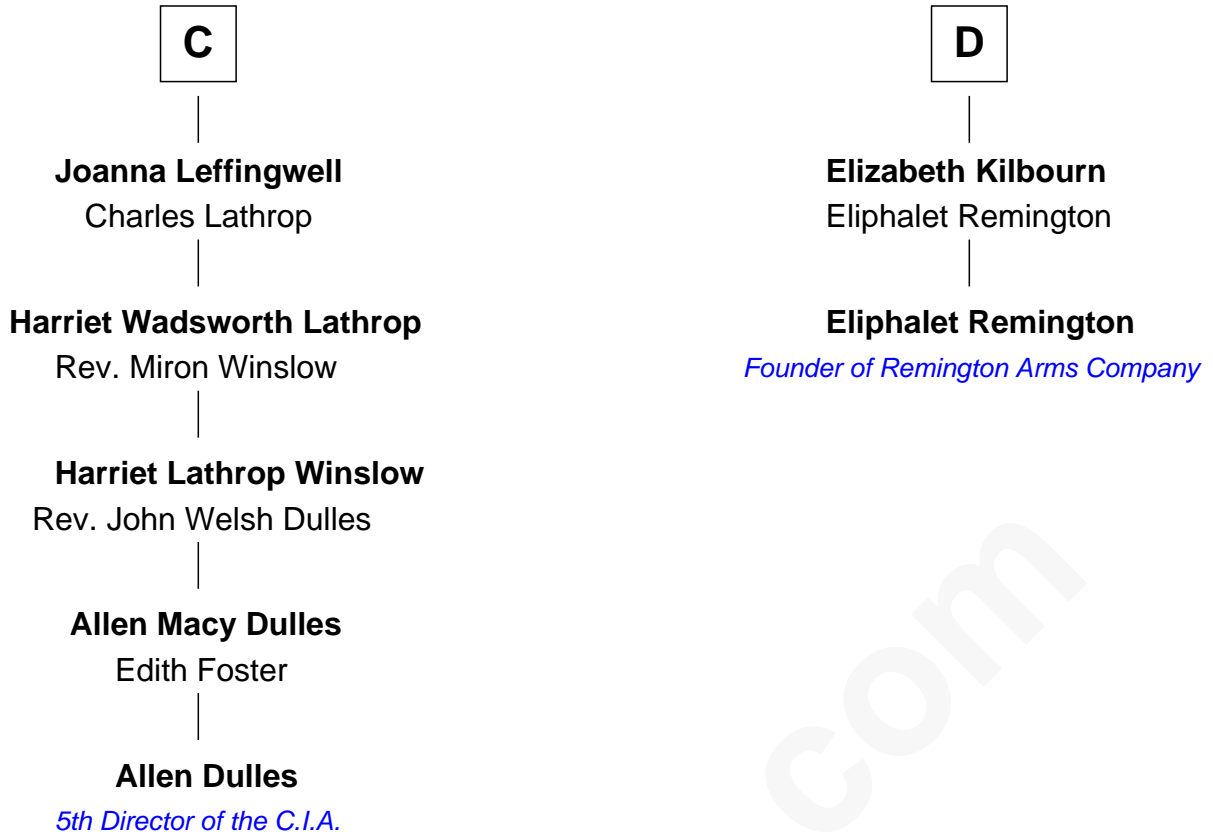 C
Joanna Leffingwell
Charles Lathrop
Harriet Wadsworth Lathrop
Rev. Miron Winslow
Harriet Lathrop Winslow
Rev. John Welsh Dulles
Allen Macy Dulles
Edith Foster
Allen Dulles
5th Director of the C.I.A.
D
Elizabeth Kilbourn
Eliphalet Remington
Eliphalet Remington
Founder of Remington Arms Company
com